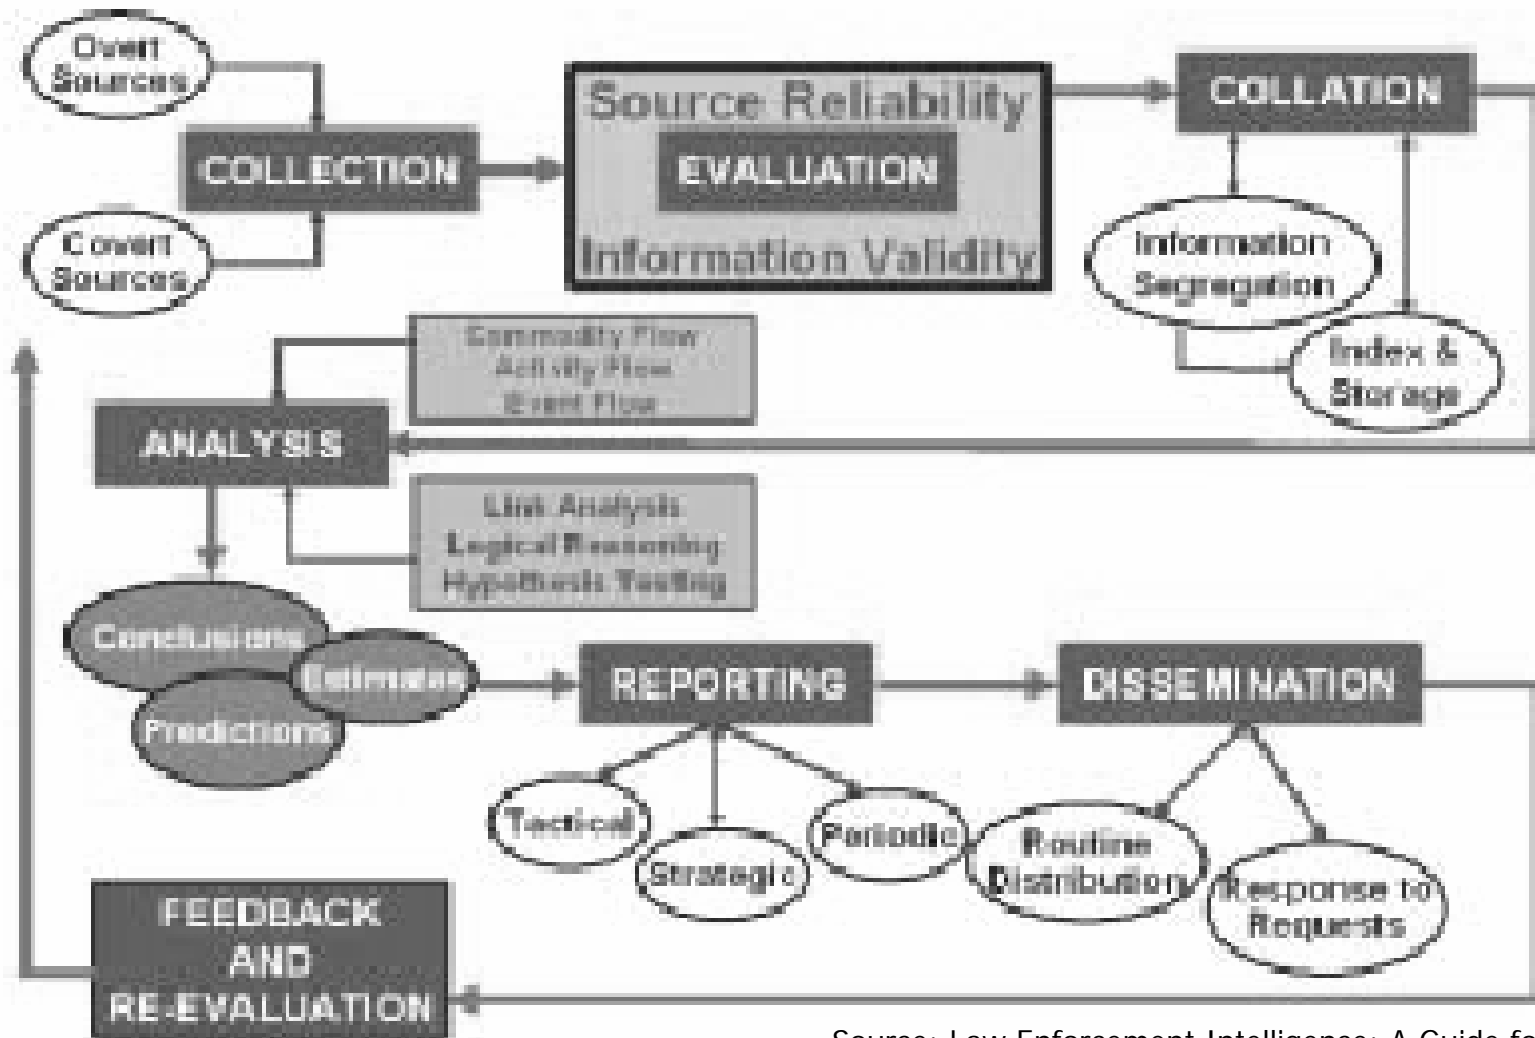 Overt
Sources
COLLECTION
Covert
Sources
Source Reliability
EVALUATION
Information Validity
COLLATION
Information
Segregation
Index &
Storage
Commodity Flow
Activity Flow
Event Flow
ANALYSIS
Link Analysis
Logical Reasoning
Hypothesis Testing
Conclusions
Estimates
Predictions
REPORTING
Tactical
Strategic
Periodic
DISSEMINATION
Routine
Distribution
Response to
Requests
FEEDBACK
AND
RE-EVALUATION
Source: Law Enforcement Intelligence: A Guide fo